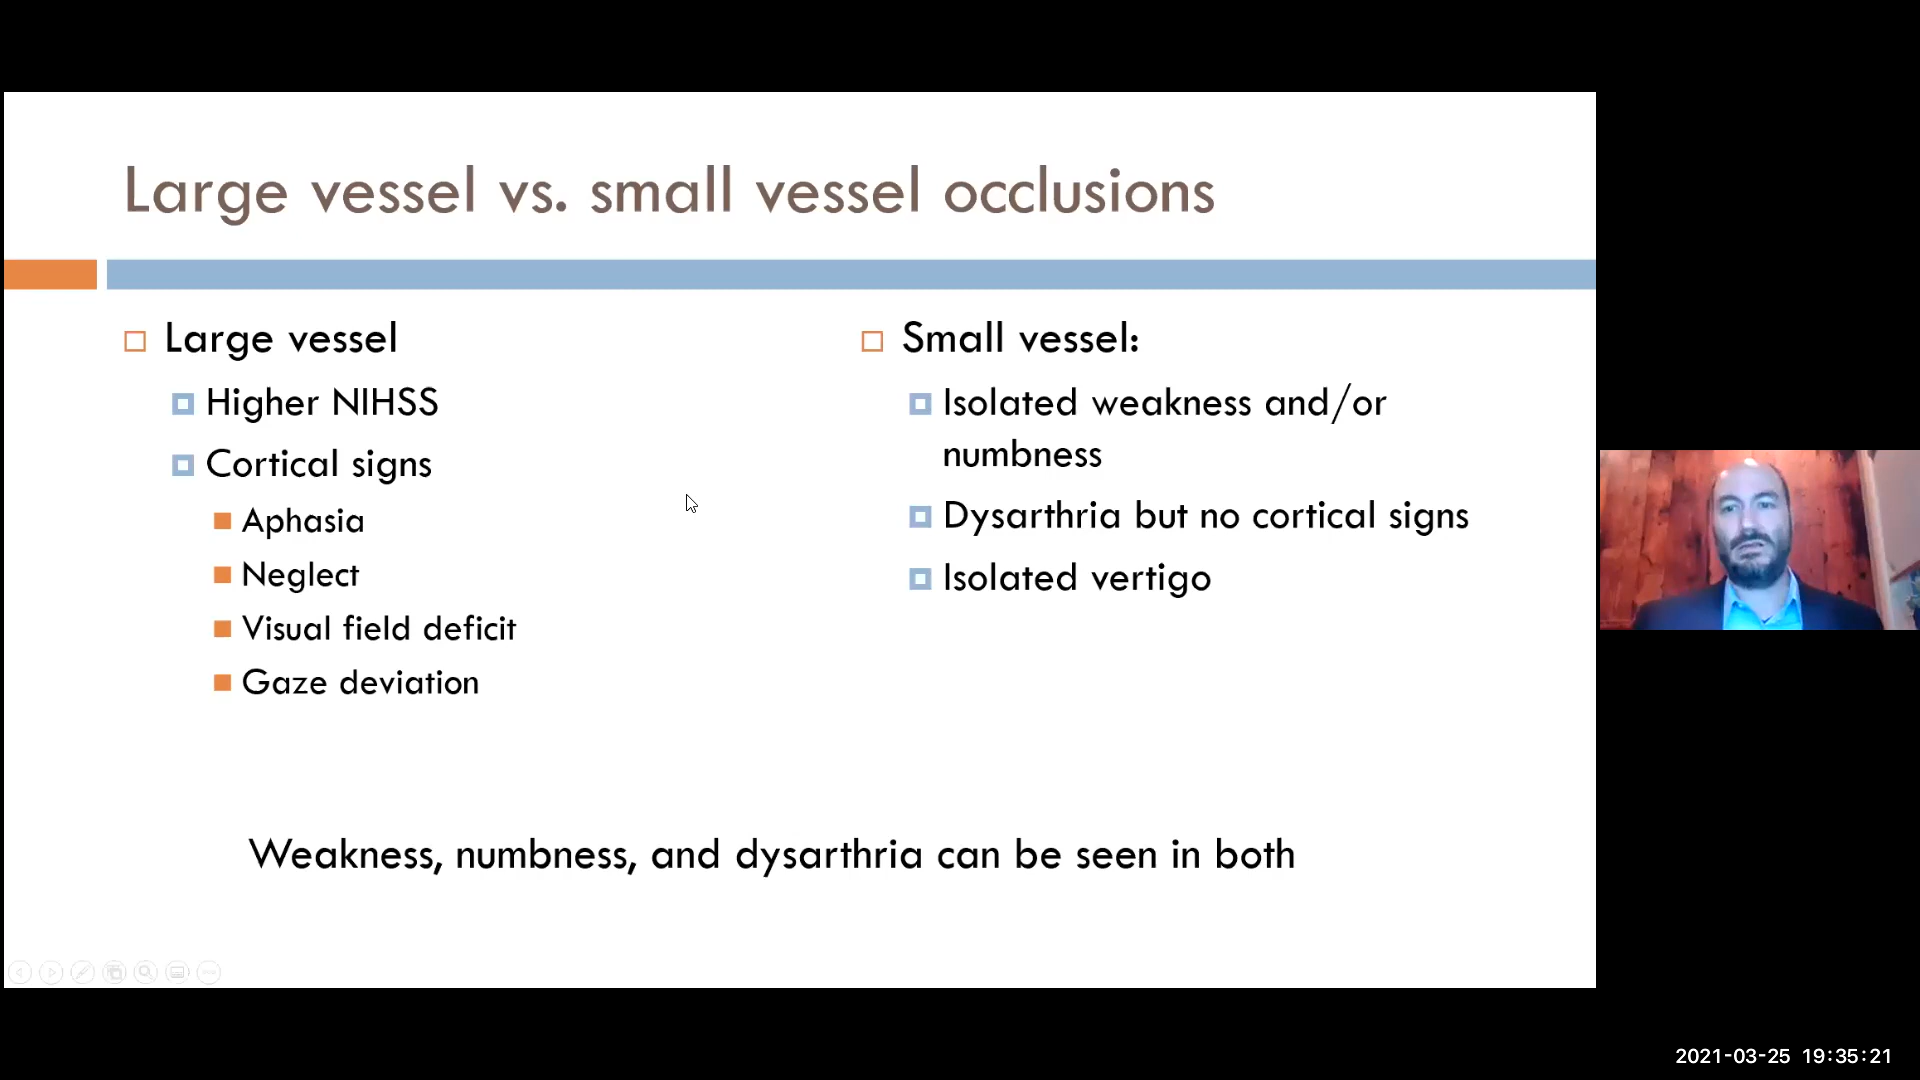 Large vessel vs. small vessel occlusions
Large vessel
Higher NIHSS
Cortical signs
Aphasia
Neglect
Visual field deficit
Gaze deviation
Small vessel:
Isolated weakness and/or
numbness
Dysarthria but no cortical signs
Isolated vertigo
Weakness, numbness, and dysarthria can be seen in both
2021-03-25 19:35:21